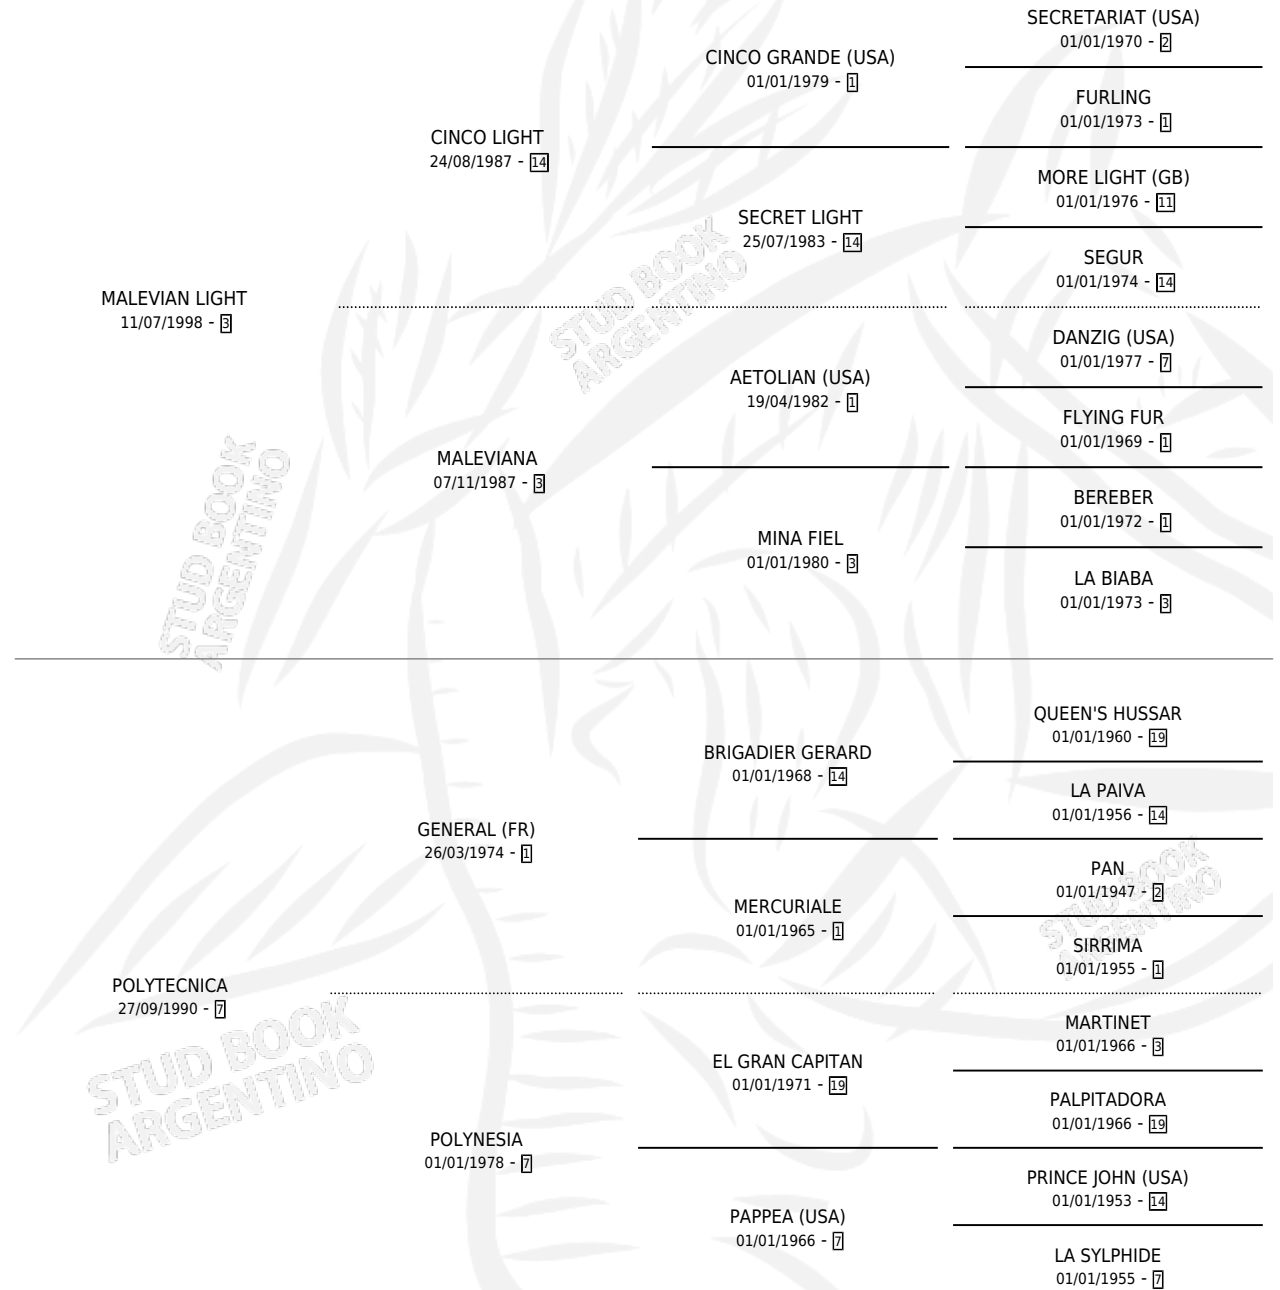 SECRETARIAT (USA)
01/01/1970 - 2
CINCO GRANDE (USA)
01/01/1979 - 1
FURLING
01/01/1973 - 1
CINCO LIGHT
24/08/1987 - 14
MORE LIGHT (GB)
01/01/1976 - 11
SECRET LIGHT
25/07/1983 - 14
SEGUR
01/01/1974 - 14
MALEVIAN LIGHT
11/07/1998 - 3
STUD BOOK
ARGENTINO
DANZIG (USA)
01/01/1977 - 7
AETOLIAN (USA)
19/04/1982 - 1
FLYING FUR
01/01/1969 - 1
MALEVIANA
07/11/1987 - 3
BEREBER
01/01/1972 - 1
MINA FIEL
01/01/1980 - 3
LA BIABA
01/01/1973 - 3
STUD BOOK
ARGENTINO
QUEEN'S HUSSAR
01/01/1960 - 19
BRIGADIER GERARD
01/01/1968 - 14
LA PAIVA
01/01/1956 - 14
GENERAL (FR)
26/03/1974 - 1
PAN
01/01/1947 - 2
MERCURIALE
01/01/1965 - 1
STUD BOOK
ARGENTINO
SIRRIMA
01/01/1955 - 1
POLYTECNICA
27/09/1990 - 7
STUD BOOK
ARGENTINO
MARTINET
01/01/1966 - 3
EL GRAN CAPITAN
01/01/1971 - 19
PALPITADORA
01/01/1966 - 19
POLYNESIA
01/01/1978 - 7
PRINCE JOHN (USA)
01/01/1953 - 14
PAPPEA (USA)
01/01/1966 - 7
LA SYLPHIDE
01/01/1955 - 7